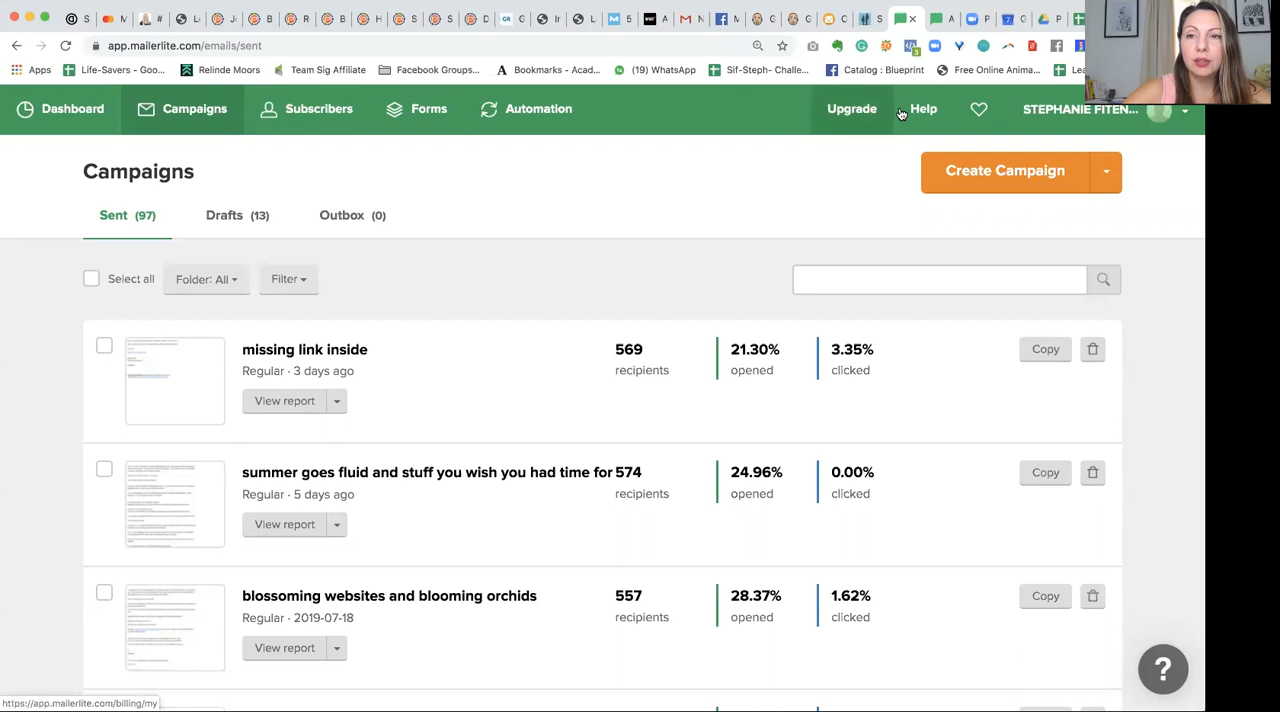 S
M
#
L
J
B
R
B
H
S
S
D
GR G
Ir
L
M 5
A
M N
M
G
G
C
S
A
P
C
P
app.mailerlite.com/emails/sent
3
Apps
Life-Savers - Goo...
Relinde Moors
Team Sig Affiliate
Facebook Groups...
A Bookmarks - Acad...
(19) WhatsApp
Sif-Steph- Challe...
Catalog : Blueprint
Free Online Anima...
Dashboard
Campaigns
Subscribers
Forms
Automation
Upgrade
Help
STEPHANIE FITEN...
Campaigns
Create Campaign
Sent (97)
Drafts (13)
Outbox (0)
Select all
Folder: All
Filter
missing link inside
569
21.30%
3.35%
Copy
Regular · 3 days ago
recipients
opened
clicked
View report
summer goes fluid and stuff you wish you had time for
574
24.96%
0.00%
Copy
Regular · 5 days ago
recipients
opened
clicked
View report
blossoming websites and blooming orchids
557
28.37%
1.62%
Copy
Regular · 2019-07-18
recipients
opened
clicked
View report
?
https://app.mailerlite.com/billing/my